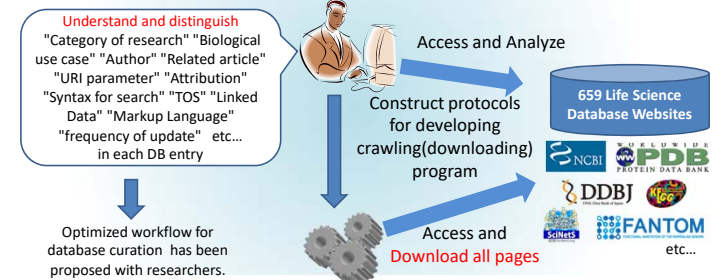 Understand and distinguish
"Category of research" "Biological
use case" "Author" "Related article"
"URI parameter" "Attribution"
"Syntax for search" "TOS" "Linked
Data" "Markup Language"
"frequency of update"   etc…
in each DB entry
Optimized workflow for
database curation  has been
proposed with researchers.
Access and Analyze
Construct protocols
for developing
crawling(downloading)
program
Access and
Download all pages
659 Life Science
Database Websites
NCBI
WORLDWIDE
PDB
PROTEIN DATA BANK
DDBJ
KEGG
SciNetS
FANTOM
etc…